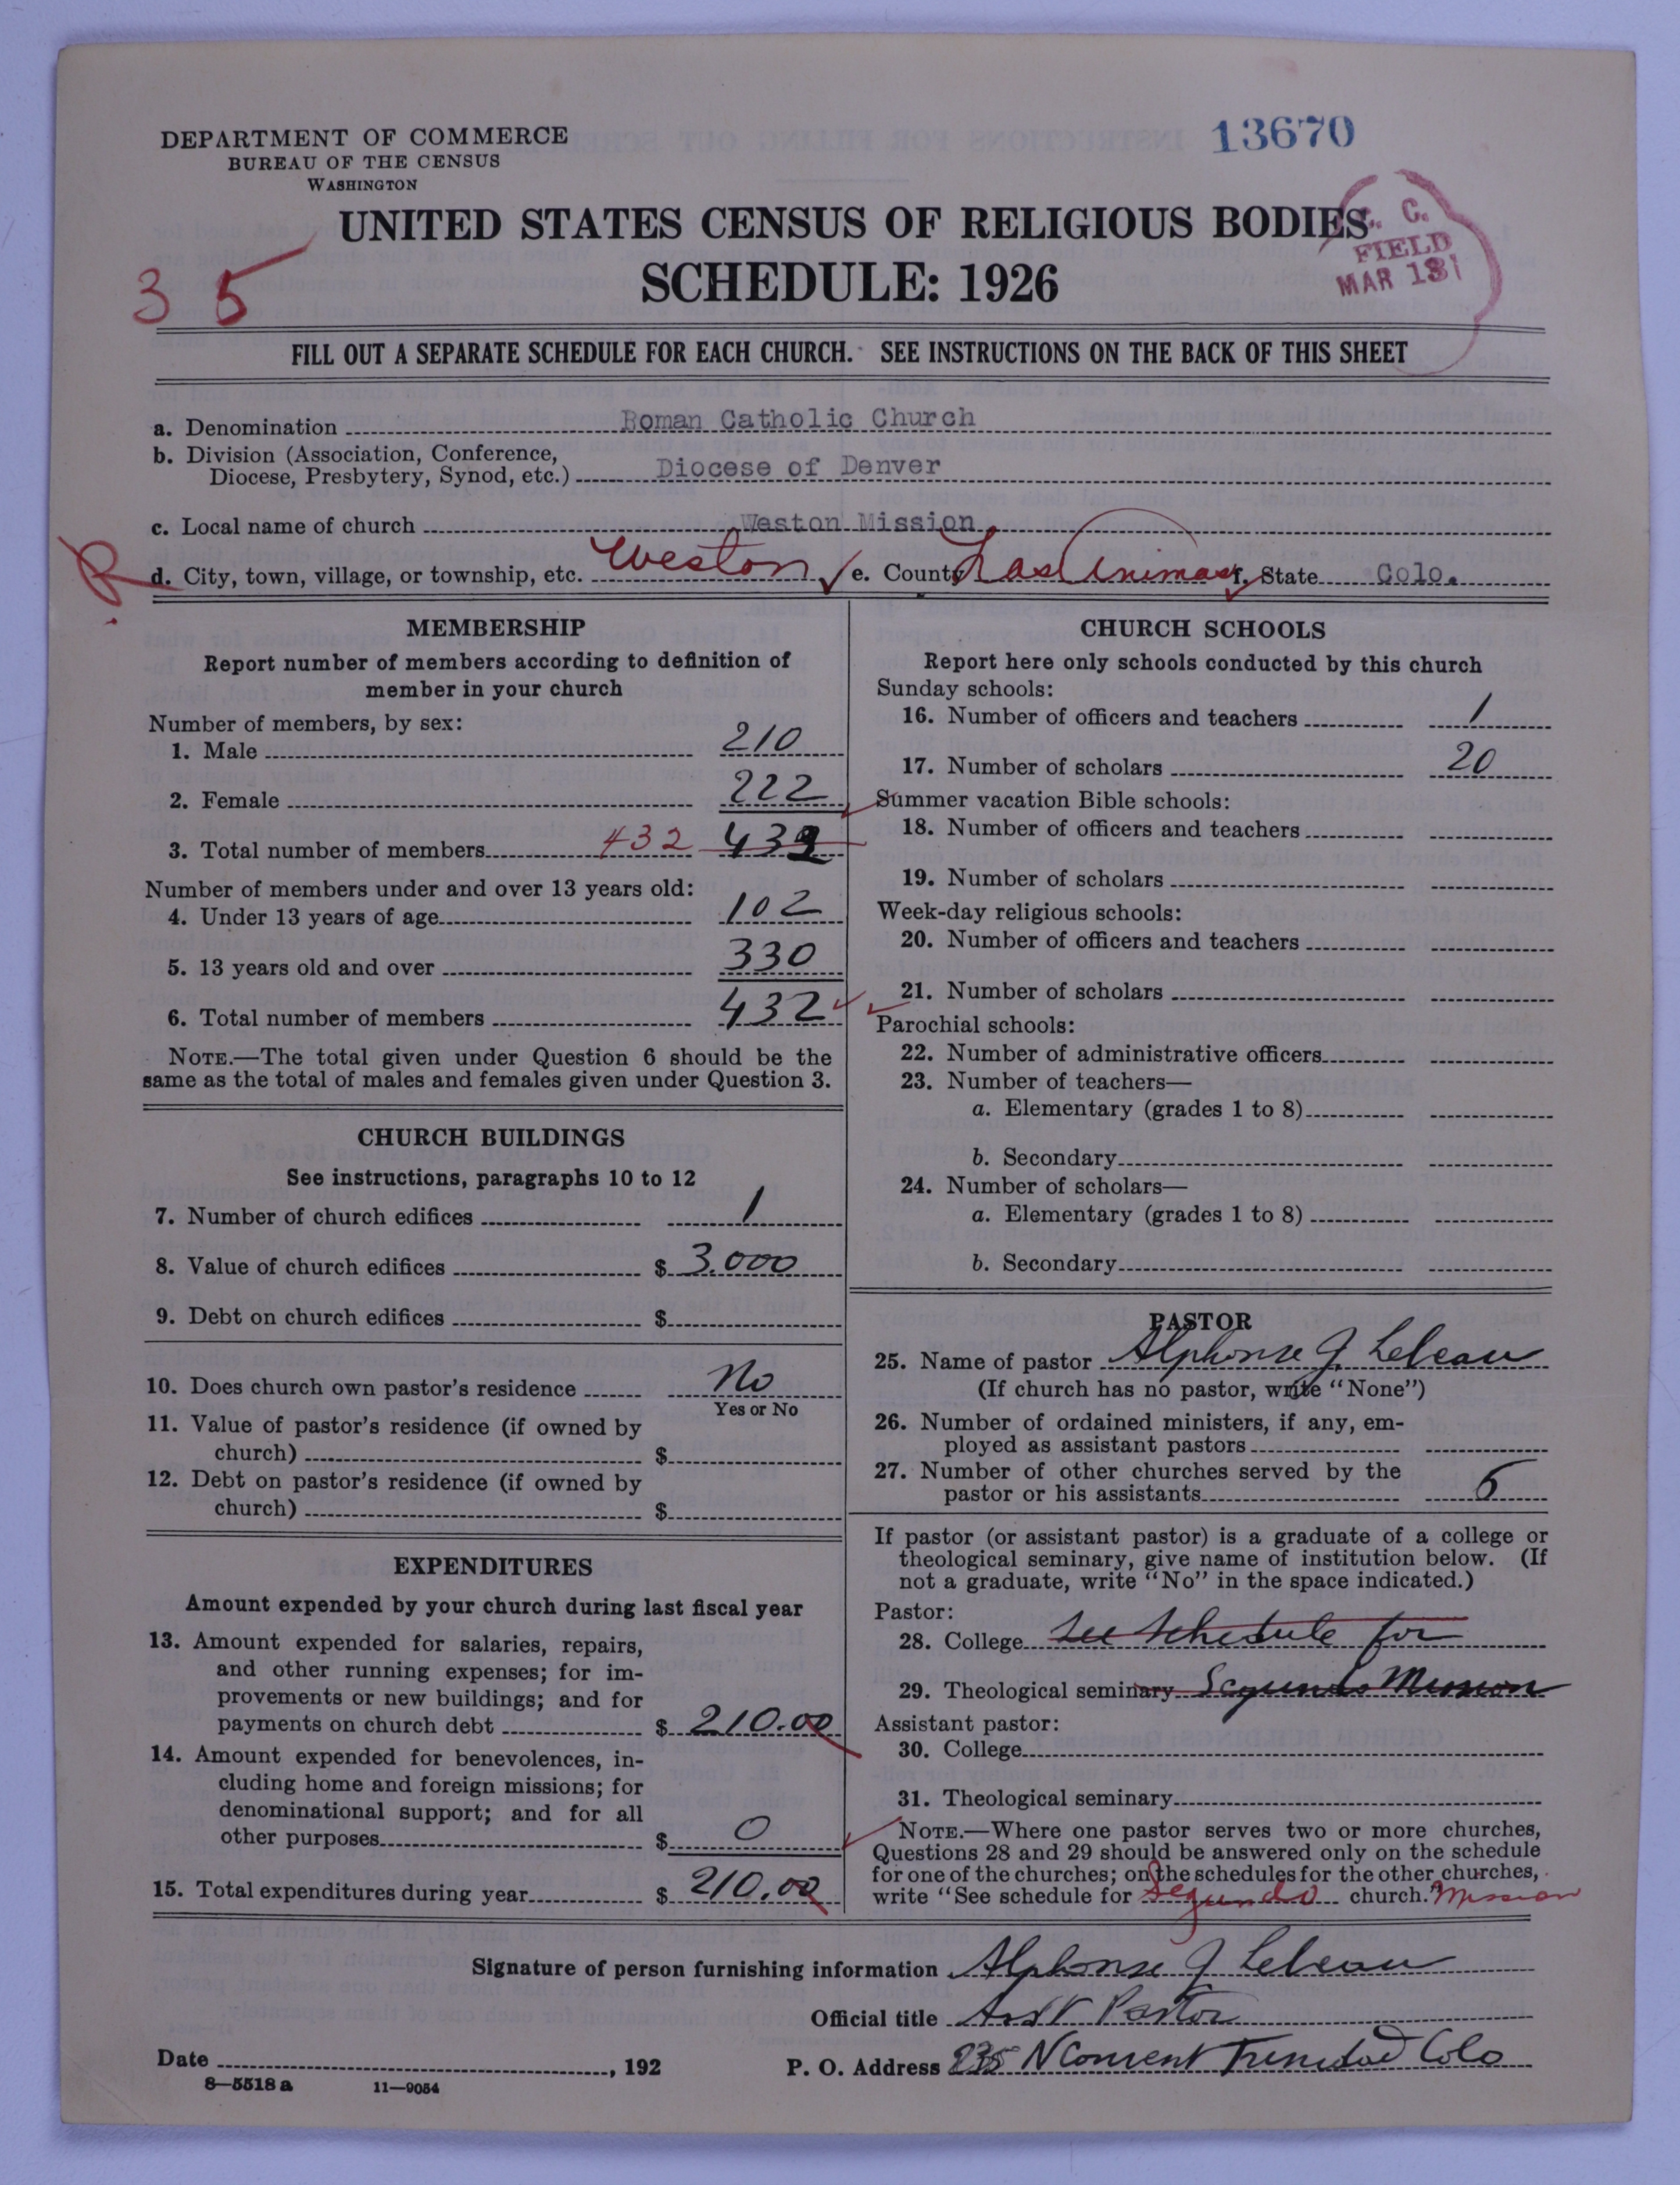 DEPARTMENT OF COMMERCE
BUREAU OF THE CENSUS
WASHINGTON
13670
UNITED STATES CENSUS OF RELIGIOUS BODIES
C. C.
FIELD
MAR 131
35
SCHEDULE: 1926
FILL OUT A SEPARATE SCHEDULE FOR EACH CHURCH. SEE INSTRUCTIONS ON THE BACK OF THIS SHEET
a. Denomination Roman Catholic Church
b. Division (Association, Conference,
Diocese, Presbytery, Synod, etc.) Diocese of Denver
c. Local name of church Weston Mission
R
d. City, town, village, or township, etc. Weston e. County Las Animas f. State Colo.
MEMBERSHIP
Report number of members according to definition of
member in your church
Number of members, by sex:
1. Male 210
2. Female 222
3. Total number of members 432 432
Number of members under and over 13 years old:
4. Under 13 years of age 102
5. 13 years old and over 330
6. Total number of members 432
NOTE.—The total given under Question 6 should be the
same as the total of males and females given under Question 3.
CHURCH BUILDINGS
See instructions, paragraphs 10 to 12
7. Number of church edifices 1
8. Value of church edifices $ 3.000
9. Debt on church edifices $
10. Does church own pastor's residence No
Yes or No
11. Value of pastor's residence (if owned by
church) $
12. Debt on pastor's residence (if owned by
church) $
EXPENDITURES
Amount expended by your church during last fiscal year
13. Amount expended for salaries, repairs,
and other running expenses; for im-
provements or new buildings; and for
payments on church debt $ 210.00
14. Amount expended for benevolences, in-
cluding home and foreign missions; for
denominational support; and for all
other purposes $ 0
15. Total expenditures during year $ 210.00
CHURCH SCHOOLS
Report here only schools conducted by this church
Sunday schools:
16. Number of officers and teachers 1
17. Number of scholars 20
Summer vacation Bible schools:
18. Number of officers and teachers
19. Number of scholars
Week-day religious schools:
20. Number of officers and teachers
21. Number of scholars
Parochial schools:
22. Number of administrative officers
23. Number of teachers—
a. Elementary (grades 1 to 8)
b. Secondary
24. Number of scholars—
a. Elementary (grades 1 to 8)
b. Secondary
PASTOR
25. Name of pastor Alphonse J. Lebeau
(If church has no pastor, write "None")
26. Number of ordained ministers, if any, em-
ployed as assistant pastors
27. Number of other churches served by the
pastor or his assistants 6
If pastor (or assistant pastor) is a graduate of a college or
theological seminary, give name of institution below. (If
not a graduate, write "No" in the space indicated.)
Pastor:
28. College See Schedule for
29. Theological seminary Segundo Mission
Assistant pastor:
30. College
31. Theological seminary
NOTE.—Where one pastor serves two or more churches,
Questions 28 and 29 should be answered only on the schedule
for one of the churches; on the schedules for the other churches,
write "See schedule for Segundo church." Mission
Signature of person furnishing information Alphonse J Lebeau
Official title Asst Pastor
Date , 192 P. O. Address 235 N Convent Trinidad Colo
8—5518 a 11—9054